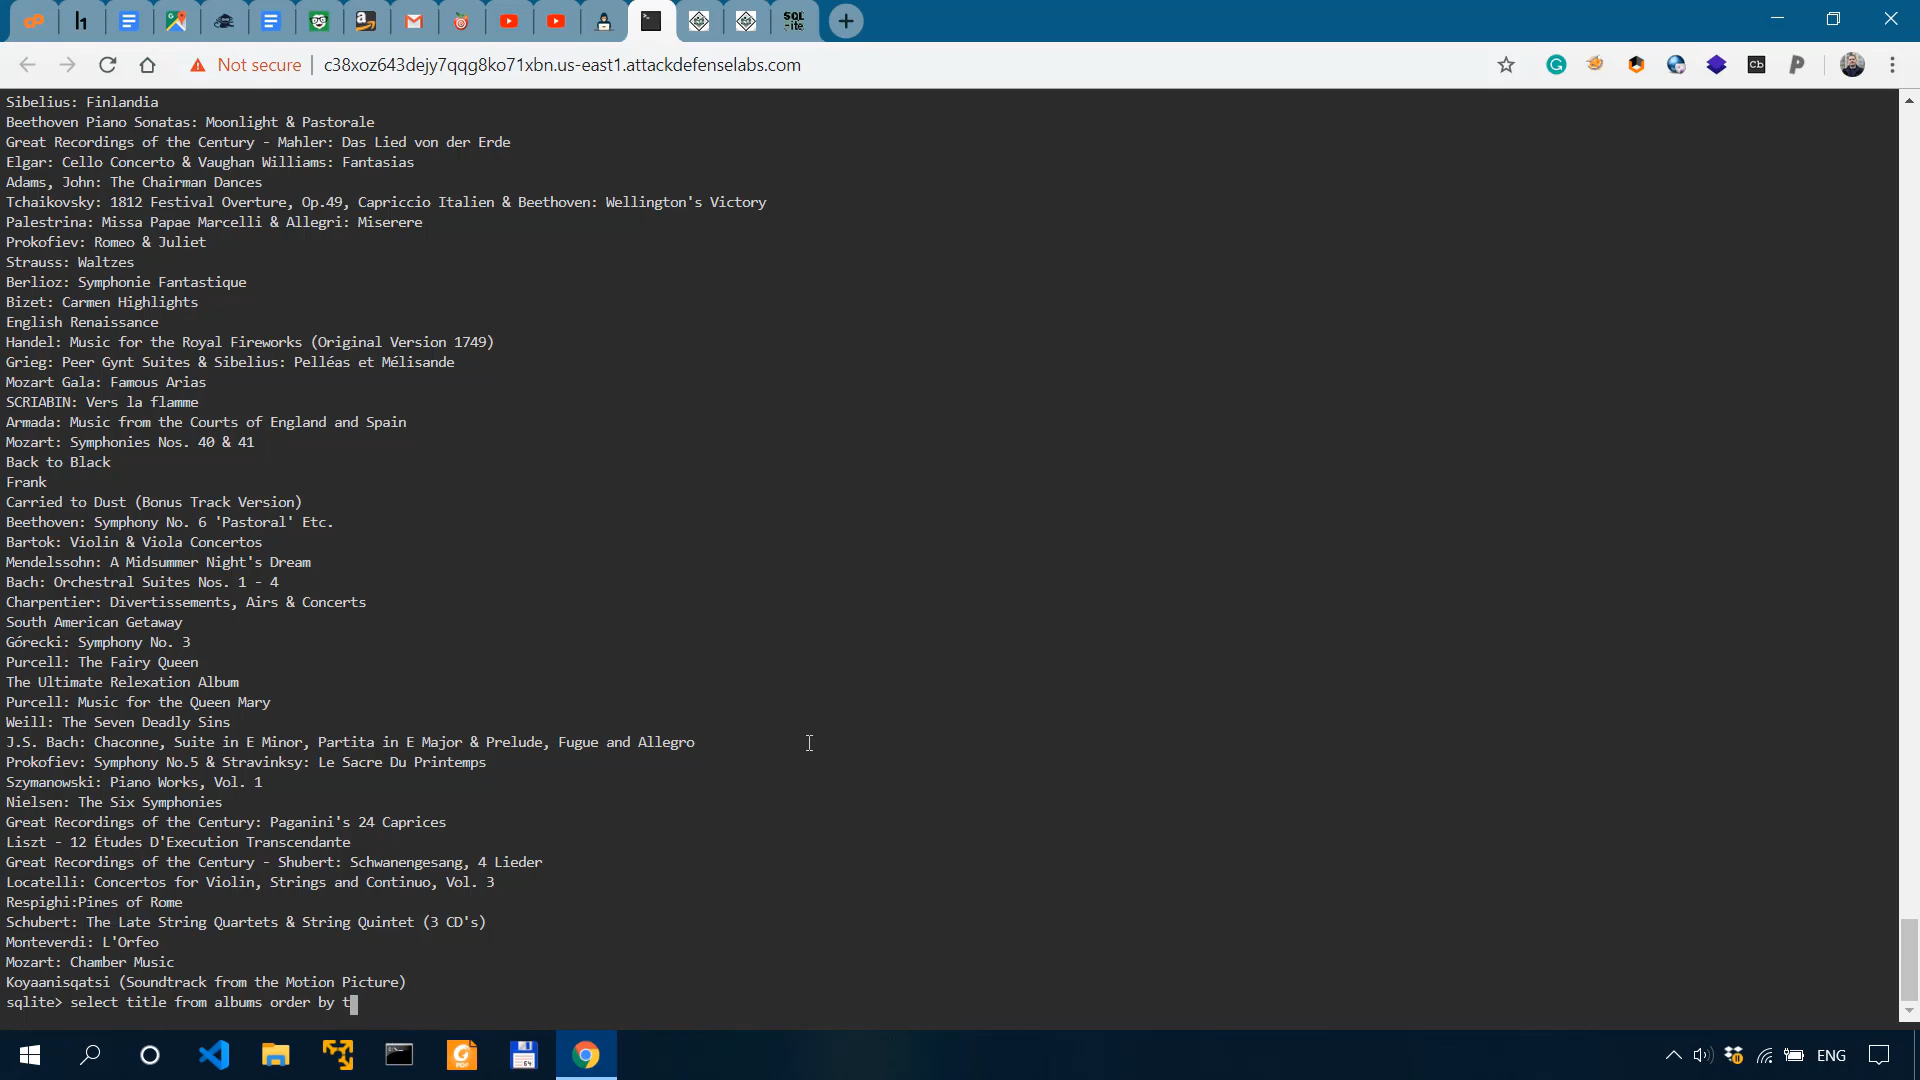 Not secure
c38xoz643dejy7qqg8ko71xbn.us-east1.attackdefenselabs.com
Sibelius: Finlandia
Beethoven Piano Sonatas: Moonlight & Pastorale
Great Recordings of the Century - Mahler: Das Lied von der Erde
Elgar: Cello Concerto & Vaughan Williams: Fantasias
Adams, John: The Chairman Dances
Tchaikovsky: 1812 Festival Overture, Op.49, Capriccio Italien & Beethoven: Wellington's Victory
Palestrina: Missa Papae Marcelli & Allegri: Miserere
Prokofiev: Romeo & Juliet
Strauss: Waltzes
Berlioz: Symphonie Fantastique
Bizet: Carmen Highlights
English Renaissance
Handel: Music for the Royal Fireworks (Original Version 1749)
Grieg: Peer Gynt Suites & Sibelius: Pelléas et Mélisande
Mozart Gala: Famous Arias
SCRIABIN: Vers la flamme
Armada: Music from the Courts of England and Spain
Mozart: Symphonies Nos. 40 & 41
Back to Black
Frank
Carried to Dust (Bonus Track Version)
Beethoven: Symphony No. 6 'Pastoral' Etc.
Bartok: Violin & Viola Concertos
Mendelssohn: A Midsummer Night's Dream
Bach: Orchestral Suites Nos. 1 - 4
Charpentier: Divertissements, Airs & Concerts
South American Getaway
Górecki: Symphony No. 3
Purcell: The Fairy Queen
The Ultimate Relexation Album
Purcell: Music for the Queen Mary
Weill: The Seven Deadly Sins
J.S. Bach: Chaconne, Suite in E Minor, Partita in E Major & Prelude, Fugue and Allegro
Prokofiev: Symphony No.5 & Stravinksy: Le Sacre Du Printemps
Szymanowski: Piano Works, Vol. 1
Nielsen: The Six Symphonies
Great Recordings of the Century: Paganini's 24 Caprices
Liszt - 12 Études D'Execution Transcendante
Great Recordings of the Century - Shubert: Schwanengesang, 4 Lieder
Locatelli: Concertos for Violin, Strings and Continuo, Vol. 3
Respighi:Pines of Rome
Schubert: The Late String Quartets & String Quintet (3 CD's)
Monteverdi: L'Orfeo
Mozart: Chamber Music
Koyaanisqatsi (Soundtrack from the Motion Picture)
sqlite> select title from albums order by t
ENG